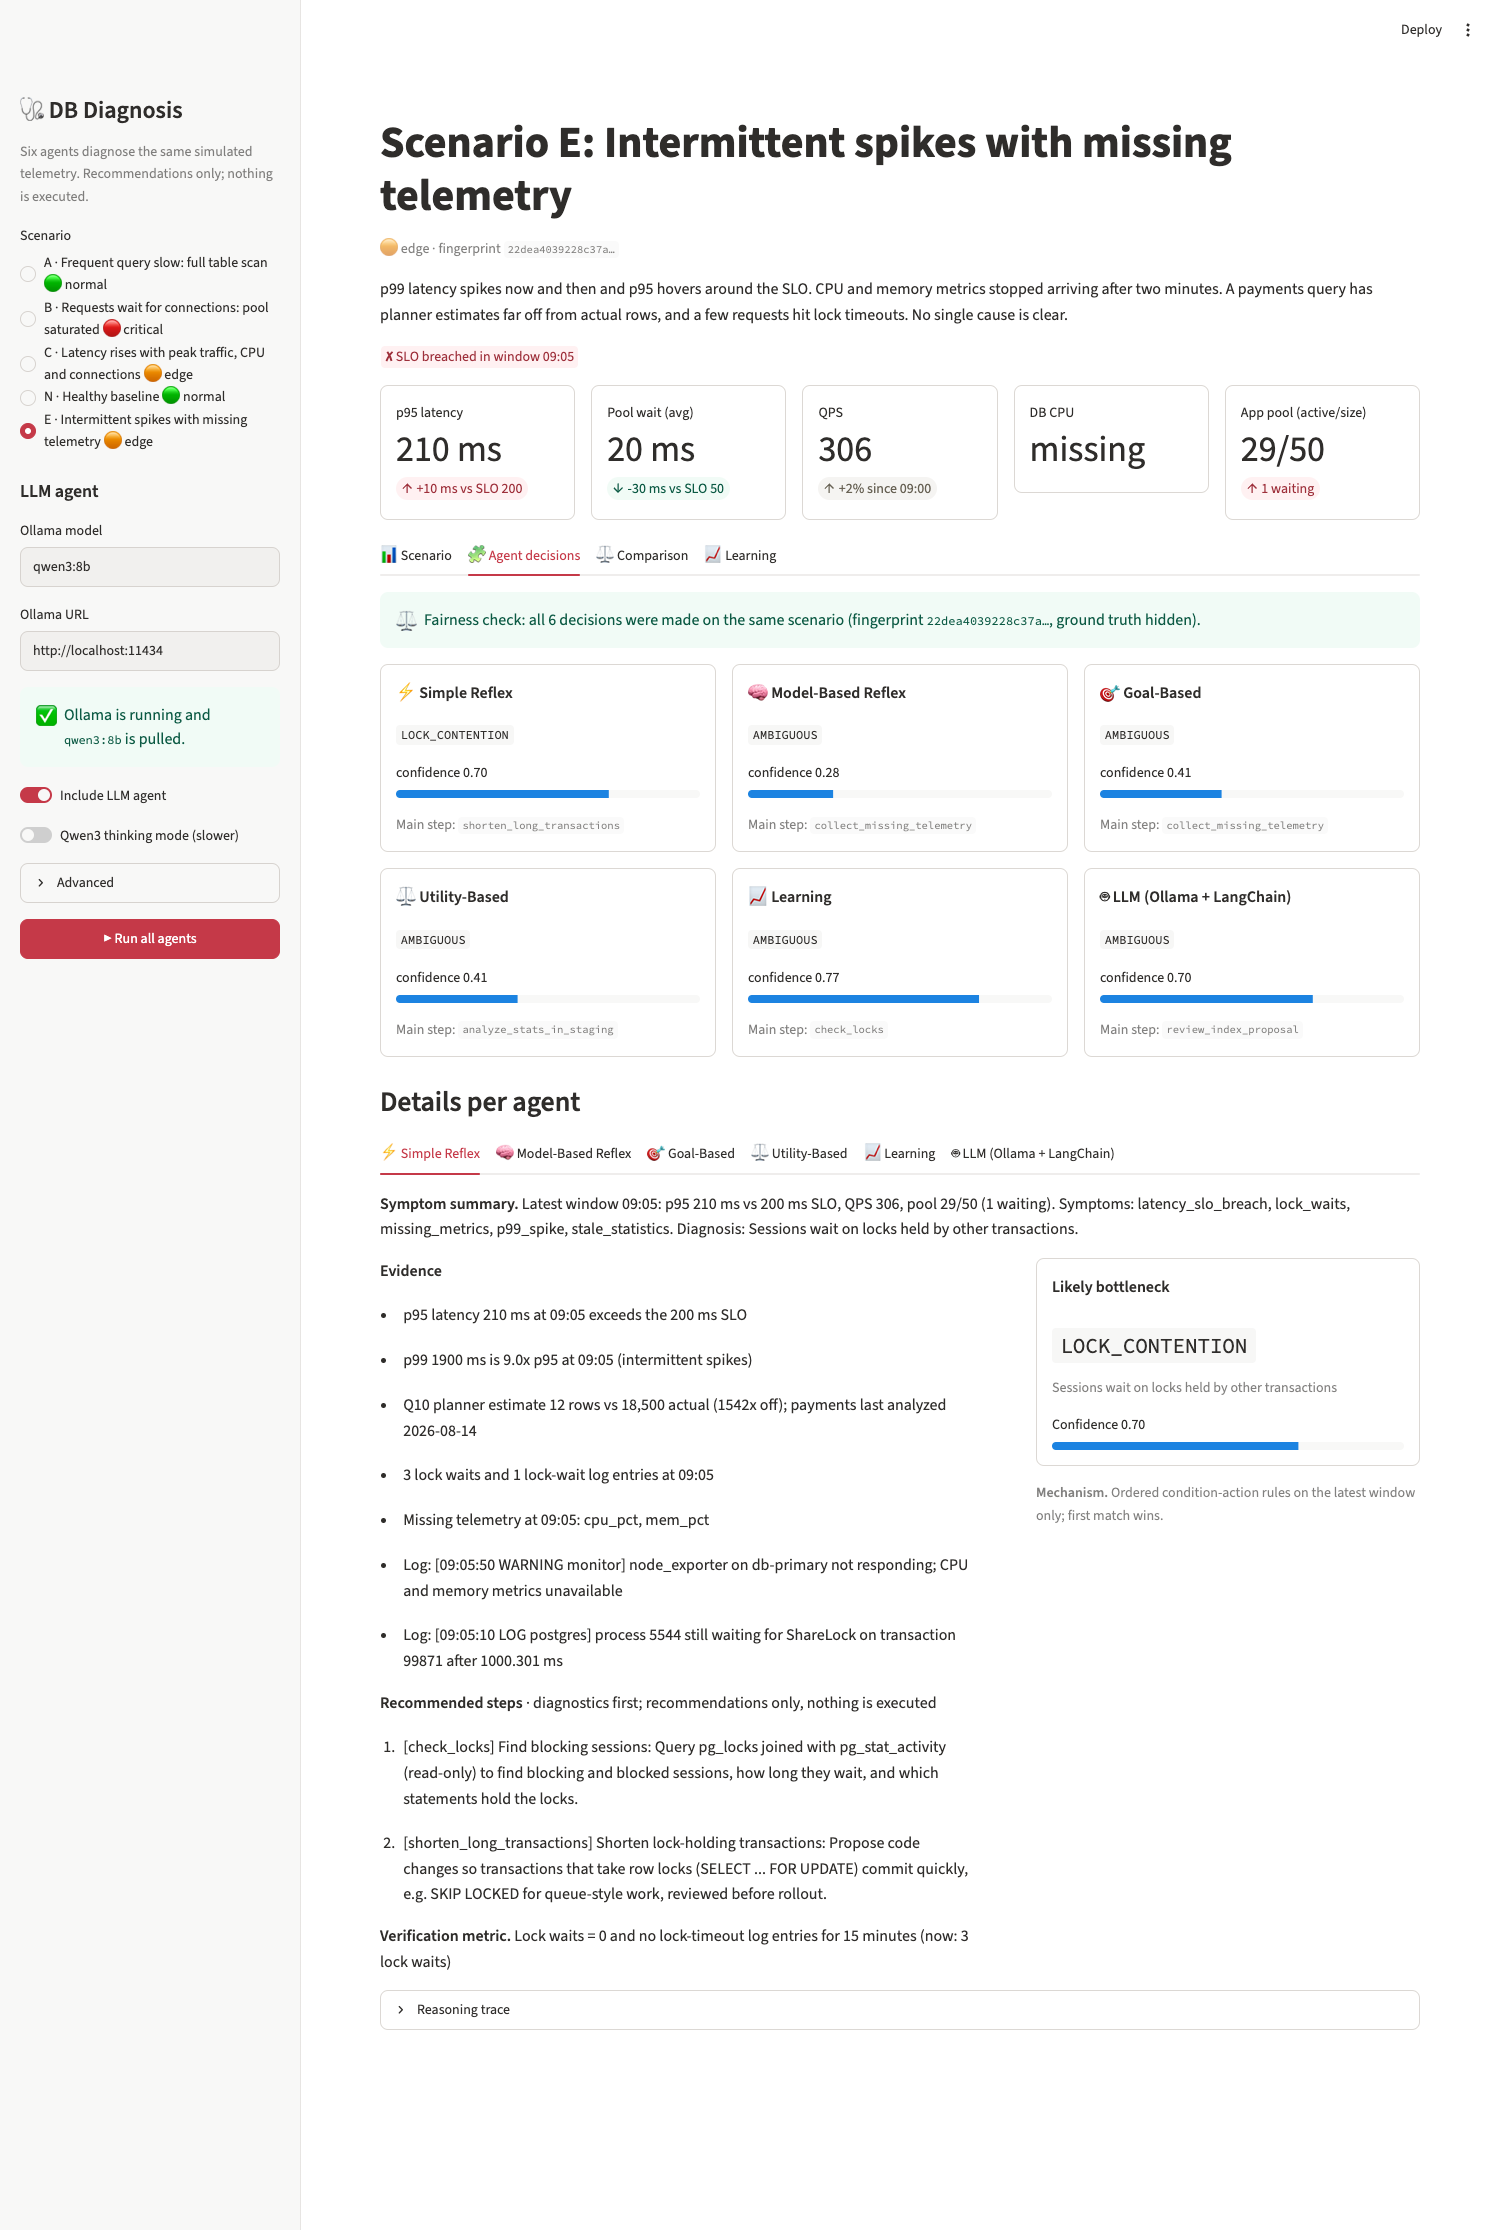 Deploy
DB Diagnosis
Six agents diagnose the same simulated
telemetry. Recommendations only; nothing
is executed.
Scenario
A · Frequent query slow: full table scan
normal
B · Requests wait for connections: pool
saturated critical
C · Latency rises with peak traffic, CPU
and connections edge
N · Healthy baseline normal
E · Intermittent spikes with missing
telemetry edge
LLM agent
Ollama model
qwen3:8b
Ollama URL
http://localhost:11434
Ollama is running and
qwen3:8b is pulled.
Include LLM agent
Qwen3 thinking mode (slower)
Advanced
Run all agents
Scenario E: Intermittent spikes with missing
telemetry
edge · fingerprint 22dea4039228c37a…
p99 latency spikes now and then and p95 hovers around the SLO. CPU and memory metrics stopped arriving after two minutes. A payments query has
planner estimates far off from actual rows, and a few requests hit lock timeouts. No single cause is clear.
✗ SLO breached in window 09:05
p95 latency
210 ms
↑ +10 ms vs SLO 200
Pool wait (avg)
20 ms
↓ -30 ms vs SLO 50
QPS
306
↑ +2% since 09:00
DB CPU
missing
App pool (active/size)
29/50
↑ 1 waiting
Scenario Agent decisions Comparison Learning
Fairness check: all 6 decisions were made on the same scenario (fingerprint 22dea4039228c37a…, ground truth hidden).
Simple Reflex
LOCK_CONTENTION
confidence 0.70
Main step: shorten_long_transactions
Model-Based Reflex
AMBIGUOUS
confidence 0.28
Main step: collect_missing_telemetry
Goal-Based
AMBIGUOUS
confidence 0.41
Main step: collect_missing_telemetry
Utility-Based
AMBIGUOUS
confidence 0.41
Main step: analyze_stats_in_staging
Learning
AMBIGUOUS
confidence 0.77
Main step: check_locks
LLM (Ollama + LangChain)
AMBIGUOUS
confidence 0.70
Main step: review_index_proposal
Details per agent
Simple Reflex Model-Based Reflex Goal-Based Utility-Based Learning LLM (Ollama + LangChain)
Symptom summary. Latest window 09:05: p95 210 ms vs 200 ms SLO, QPS 306, pool 29/50 (1 waiting). Symptoms: latency_slo_breach, lock_waits,
missing_metrics, p99_spike, stale_statistics. Diagnosis: Sessions wait on locks held by other transactions.
Evidence
• p95 latency 210 ms at 09:05 exceeds the 200 ms SLO
• p99 1900 ms is 9.0x p95 at 09:05 (intermittent spikes)
• Q10 planner estimate 12 rows vs 18,500 actual (1542x off); payments last analyzed
2026-08-14
• 3 lock waits and 1 lock-wait log entries at 09:05
• Missing telemetry at 09:05: cpu_pct, mem_pct
• Log: [09:05:50 WARNING monitor] node_exporter on db-primary not responding; CPU
and memory metrics unavailable
• Log: [09:05:10 LOG postgres] process 5544 still waiting for ShareLock on transaction
99871 after 1000.301 ms
Recommended steps · diagnostics first; recommendations only, nothing is executed
1. [check_locks] Find blocking sessions: Query pg_locks joined with pg_stat_activity
(read-only) to find blocking and blocked sessions, how long they wait, and which
statements hold the locks.
2. [shorten_long_transactions] Shorten lock-holding transactions: Propose code
changes so transactions that take row locks (SELECT ... FOR UPDATE) commit quickly,
e.g. SKIP LOCKED for queue-style work, reviewed before rollout.
Verification metric. Lock waits = 0 and no lock-timeout log entries for 15 minutes (now: 3
lock waits)
Likely bottleneck
LOCK_CONTENTION
Sessions wait on locks held by other transactions
Confidence 0.70
Mechanism. Ordered condition-action rules on the latest window
only; first match wins.
Reasoning trace